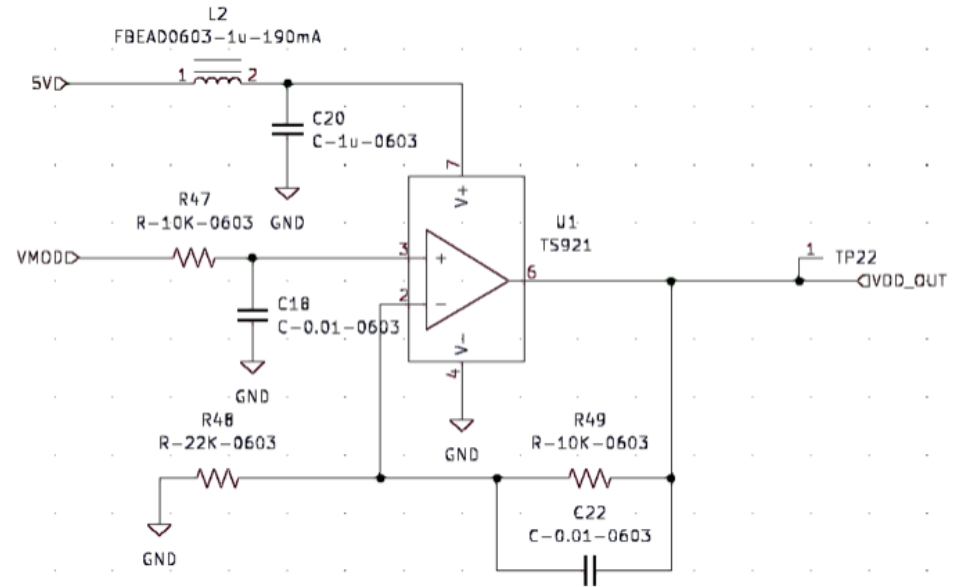 L2
FBEAD0603-1u-190mA
5V
1
2
C20
C-1u-0603
GND
7
V+
R47
R-10K-0603
VMOD
3
+
U1
TS921
6
1
TP22
VDD_OUT
2
-
C18
C-0.01-0603
GND
V-
4
GND
R48
R-22K-0603
GND
R49
R-10K-0603
C22
C-0.01-0603